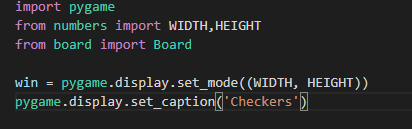 import pygame
from numbers import WIDTH,HEIGHT
from board import Board
win = pygame.display.set_mode((WIDTH, HEIGHT))
pygame.display.set_caption('Checkers')